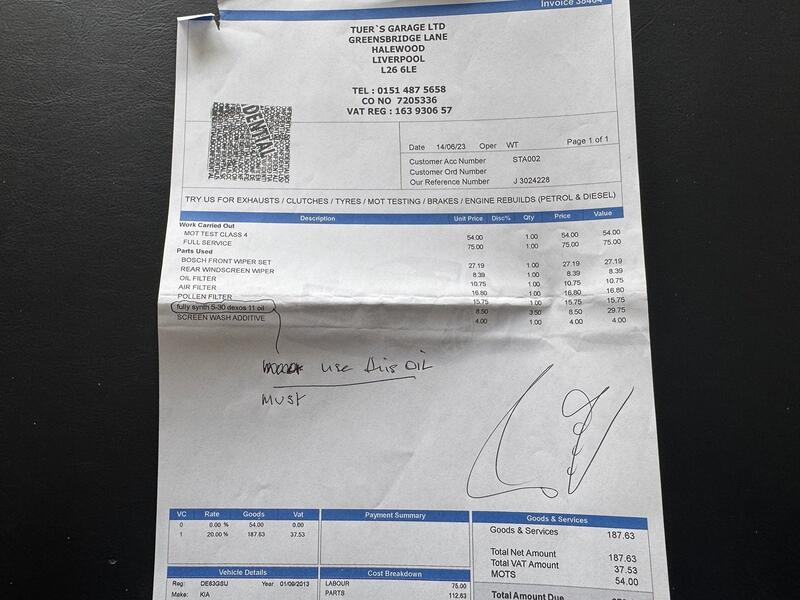 Invoice 38464
TUER`S GARAGE LTD
GREENSBRIDGE LANE
HALEWOOD
LIVERPOOL
L26 6LE
TEL : 0151 487 5658
CO NO 7205336
VAT REG : 163 9306 57
Date 14/06/23 Oper WT Page 1 of 1
Customer Acc Number STA002
Customer Ord Number
Our Reference Number J 3024228
TRY US FOR EXHAUSTS / CLUTCHES / TYRES / MOT TESTING / BRAKES / ENGINE REBUILDS (PETROL & DIESEL)
Description Unit Price Disc% Qty Price Value
Work Carried Out
MOT TEST CLASS 4 54.00 1.00 54.00 54.00
FULL SERVICE 75.00 1.00 75.00 75.00
Parts Used
BOSCH FRONT WIPER SET 27.19 1.00 27.19 27.19
REAR WINDSCREEN WIPER 8.39 1.00 8.39 8.39
OIL FILTER 10.75 1.00 10.75 10.75
AIR FILTER 16.80 1.00 16.80 16.80
POLLEN FILTER 15.75 1.00 15.75 15.75
fully synth 5-30 dexos 11 oil 8.50 3.50 8.50 29.75
SCREEN WASH ADDITIVE 4.00 1.00 4.00 4.00
use this OIL
MUST
VC Rate Goods Vat
0 0.00 % 54.00 0.00
1 20.00 % 187.63 37.53
Payment Summary
Goods & Services
Goods & Services 187.63
Total Net Amount 187.63
Total VAT Amount 37.53
MOTS 54.00
Total Amount Due
Vehicle Details
Reg: DE63GSU Year 01/09/2013
Make: KIA
Cost Breakdown
LABOUR 75.00
PARTS 112.63